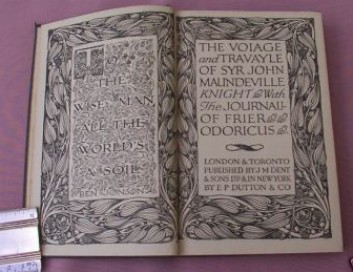 TO
THE
WISE MAN
ALL THE
WORLD'S
A SOIL
BEN JONSON
THE VOIAGE
and TRAVAYLE
OF SYR JOHN
MAUNDEVILLE
KNIGHT With
The JOURNALL
OF FRIER
ODORICUS
LONDON & TORONTO
PUBLISHED BY J M DENT
& SONS LTD & IN NEW YORK
BY E P DUTTON & CO